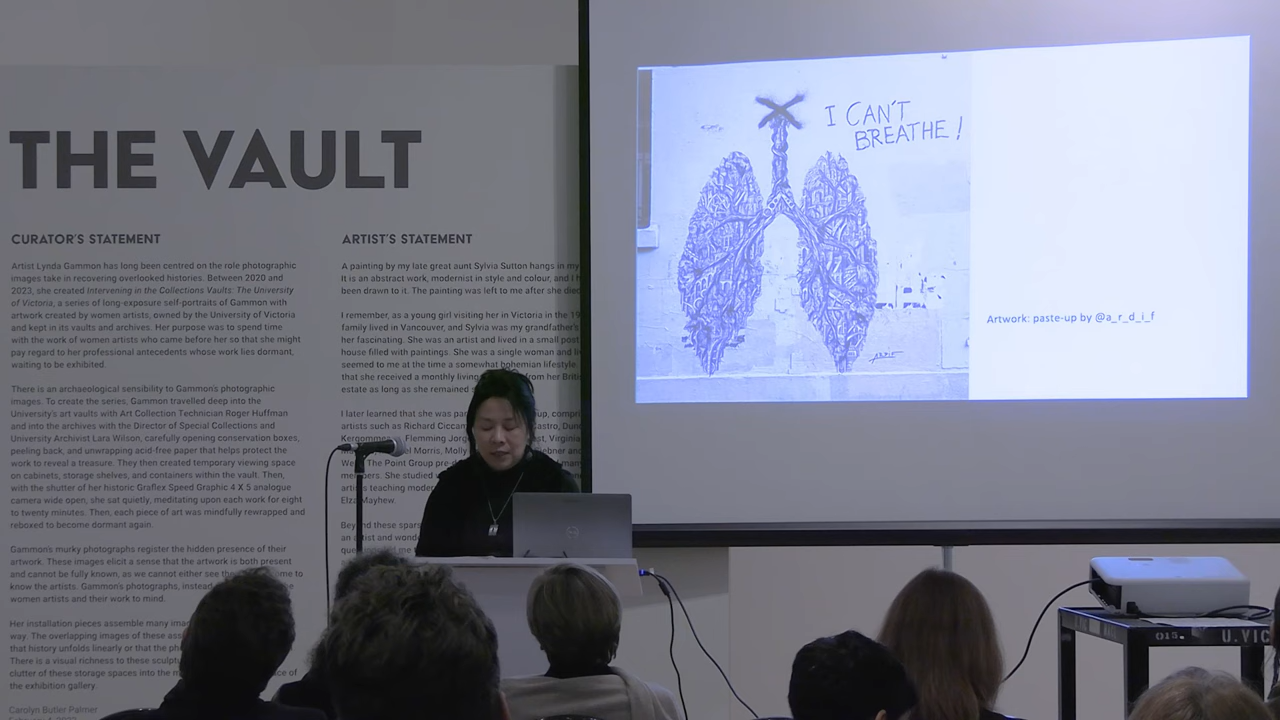 THE VAULT
CURATOR'S STATEMENT
Artist Lynda Gammon has long been centred on the role photographic
images take in recovering overlooked histories. Between 2020 and
2023, she created Intervening in the Collections Vaults: The University
of Victoria, a series of long-exposure self-portraits of Gammon with
artwork created by women artists, owned by the University of Victoria
and kept in its vaults and archives. Her purpose was to spend time
with the work of women artists who came before her so that she might
pay regard to her professional antecedents whose work lies dormant,
waiting to be exhibited.
There is an archaeological sensibility to Gammon's photographic
images. To create the series, Gammon travelled deep into the
University's art vaults with Art Collection Technician Roger Huffman
and into the archives with the Director of Special Collections and
University Archivist Lara Wilson, carefully opening conservation boxes,
peeling back, and unwrapping acid-free paper that helps protect the
work to reveal a treasure. They then created temporary viewing space
on cabinets, storage shelves, and containers within the vault. Then,
with the shutter of her historic Graflex Speed Graphic 4 X 5 analogue
camera wide open, she sat quietly, meditating upon each work for eight
to twenty minutes. Then, each piece of art was mindfully rewrapped and
reboxed to become dormant again.
Gammon's murky photographs register the hidden presence of their
artwork. These images elicit a sense that the artwork is both present
and cannot be fully known, as we cannot either see the time to
know the artists. Gammon's photographs, instead
women artists and their work to mind.
Her installation pieces assemble many
way. The overlapping images of these
that history unfolds linearly or that the
There is a visual richness to these
clutter of these storage spaces into the of
the exhibition gallery.
Carolyn Butler Palmer
ARTIST'S STATEMENT
A painting by my late great aunt Sylvia Sutton hangs in my
It is an abstract work, modernist in style and colour, and I
been drawn to it. The painting was left to me after she died
I remember, as a young girl visiting her in Victoria in the
family lived in Vancouver, and Sylvia was my grandfather's
her fascinating. She was an artist and lived in a small
house filled with paintings. She was a single woman and
seemed to me at the time a somewhat bohemian lifestyle.
that she received a monthly from her
estate as long as she remained
I later learned that she was
artists such as Richard
Flemming
Morris, Molly
The Point Group
members. She studied
teaching
Elza Mayhew.
these
an artist and
I CAN'T
BREATHE!
Artwork: paste-up by @a_r_d_i_f
U.VIC